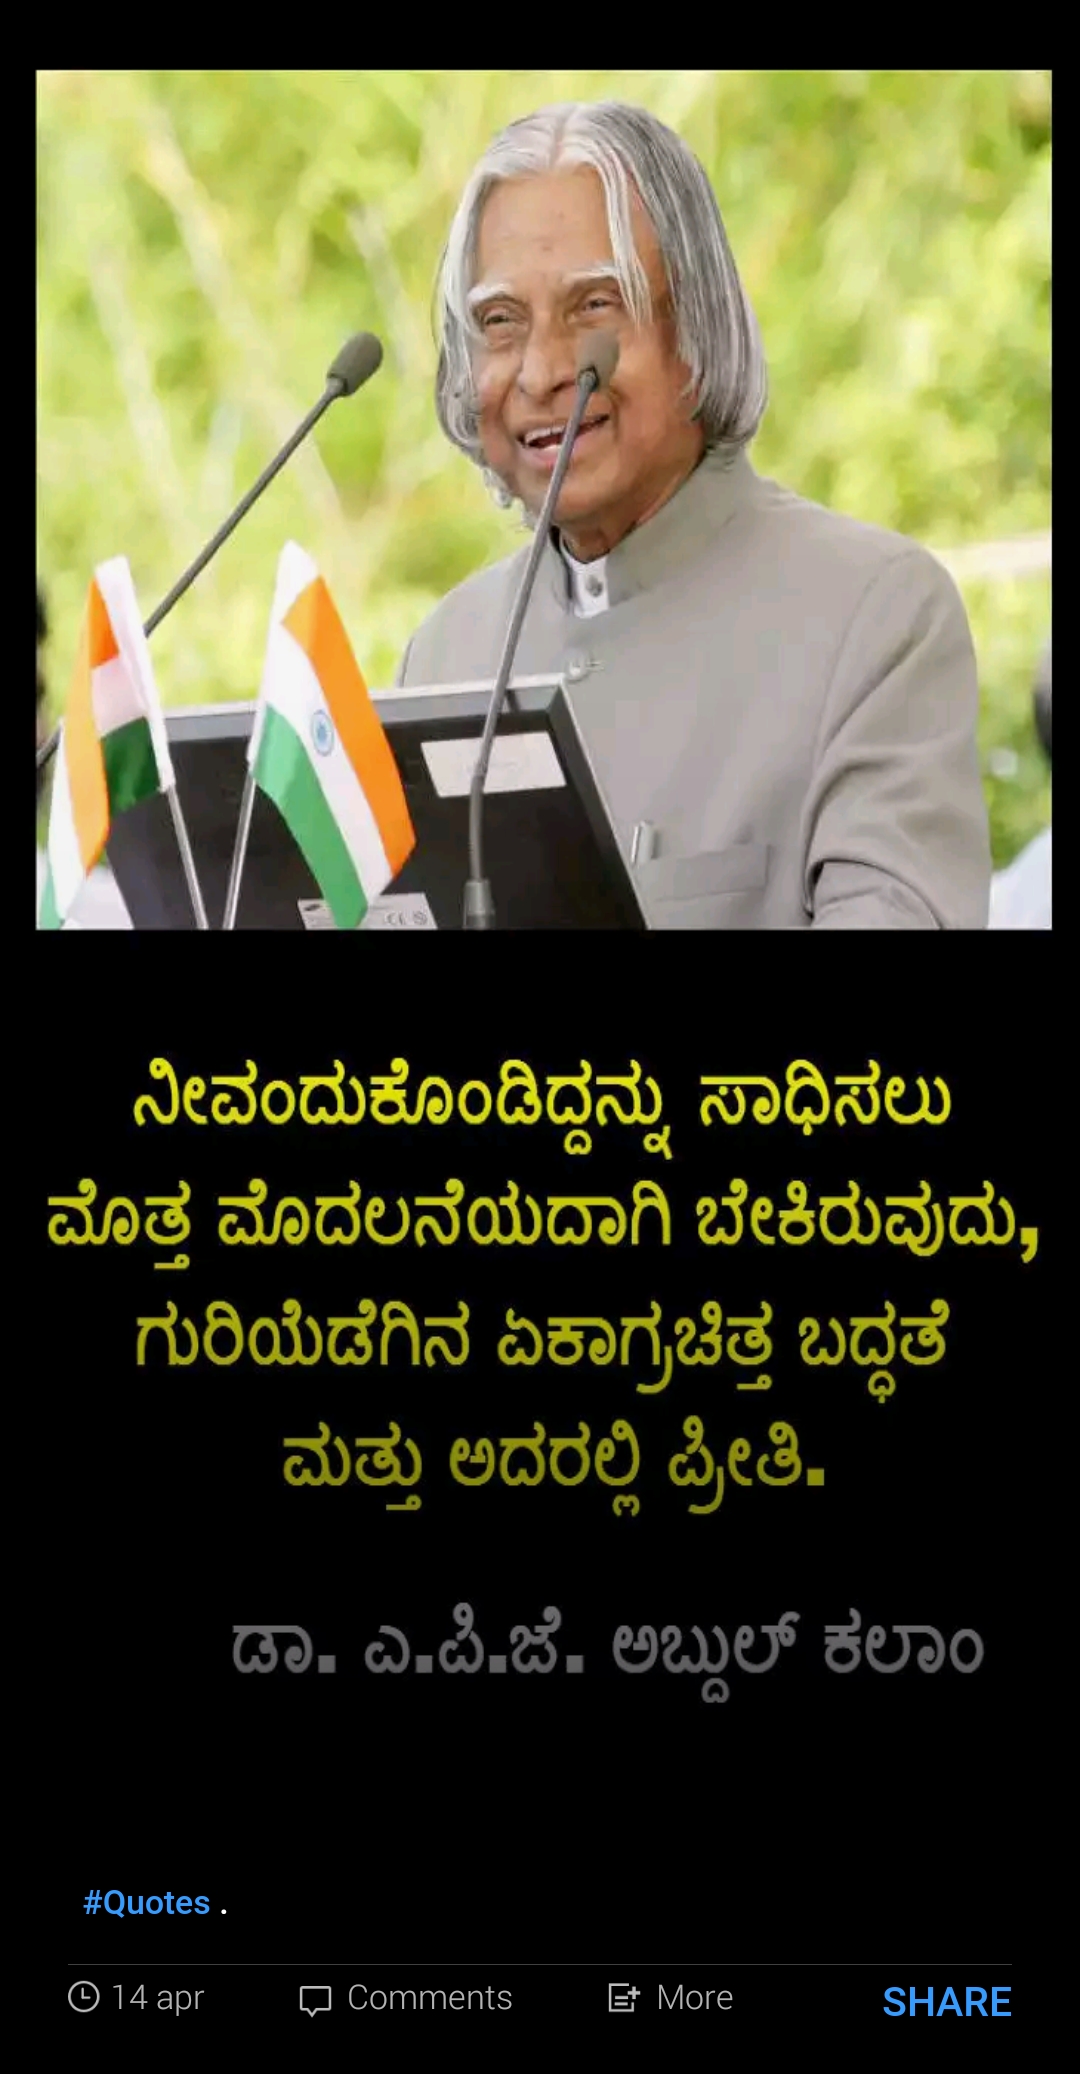 ನೀವಂದುಕೊಂಡಿದ್ದನ್ನು ಸಾಧಿಸಲು
ಮೊತ್ತ ಮೊದಲನೆಯದಾಗಿ ಬೇಕಿರುವುದು,
ಗುರಿಯೆಡೆಗಿನ ಏಕಾಗ್ರಚಿತ್ತ ಬದ್ಧತೆ
ಮತ್ತು ಅದರಲ್ಲಿ ಪ್ರೀತಿ.
ಡಾ. ಎ.ಪಿ.ಜೆ. ಅಬ್ದುಲ್ ಕಲಾಂ
#Quotes .
14 apr Comments More SHARE